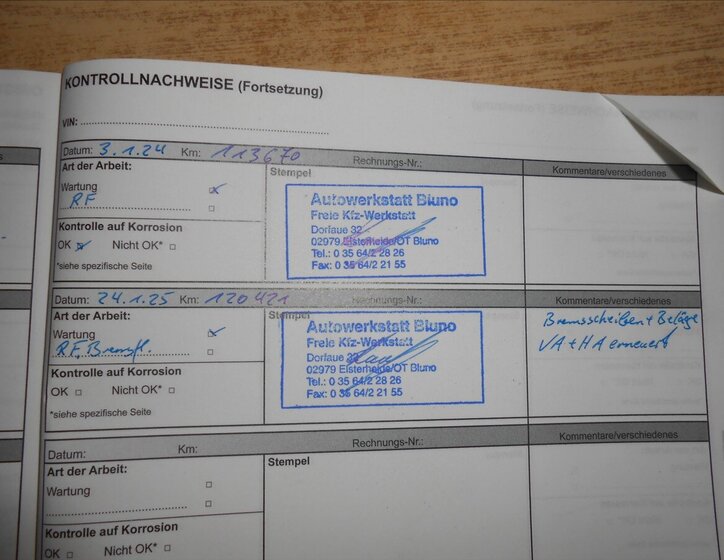 KONTROLLNACHWEISE (Fortsetzung)
VIN:
Datum: 3.1.24 Km: 113670 Rechnungs-Nr.: Kommentare/verschiedenes
Art der Arbeit:
Wartung
RF
Kontrolle auf Korrosion
OK Nicht OK*
*siehe spezifische Seite
Stempel
Autowerkstatt Bluno
Freie Kfz-Werkstatt
Dorfaue 32
02979 Elsterheide/OT Bluno
Tel.: 0 35 64/2 28 26
Fax: 0 35 64/2 21 55
Datum: 24.1.25 Km: 120421 Rechnungs-Nr.: Kommentare/verschiedenes
Art der Arbeit:
Wartung
RF, Bremsfl.
Kontrolle auf Korrosion
OK Nicht OK*
*siehe spezifische Seite
Stempel
Autowerkstatt Bluno
Freie Kfz-Werkstatt
Dorfaue 32
02979 Elsterheide/OT Bluno
Tel.: 0 35 64/2 28 26
Fax: 0 35 64/2 21 55
Bremsscheiben + Beläge
VA + HA erneuert
Datum: Km: Rechnungs-Nr.: Kommentare/verschiedenes
Art der Arbeit:
Wartung
Kontrolle auf Korrosion
OK Nicht OK*
Stempel